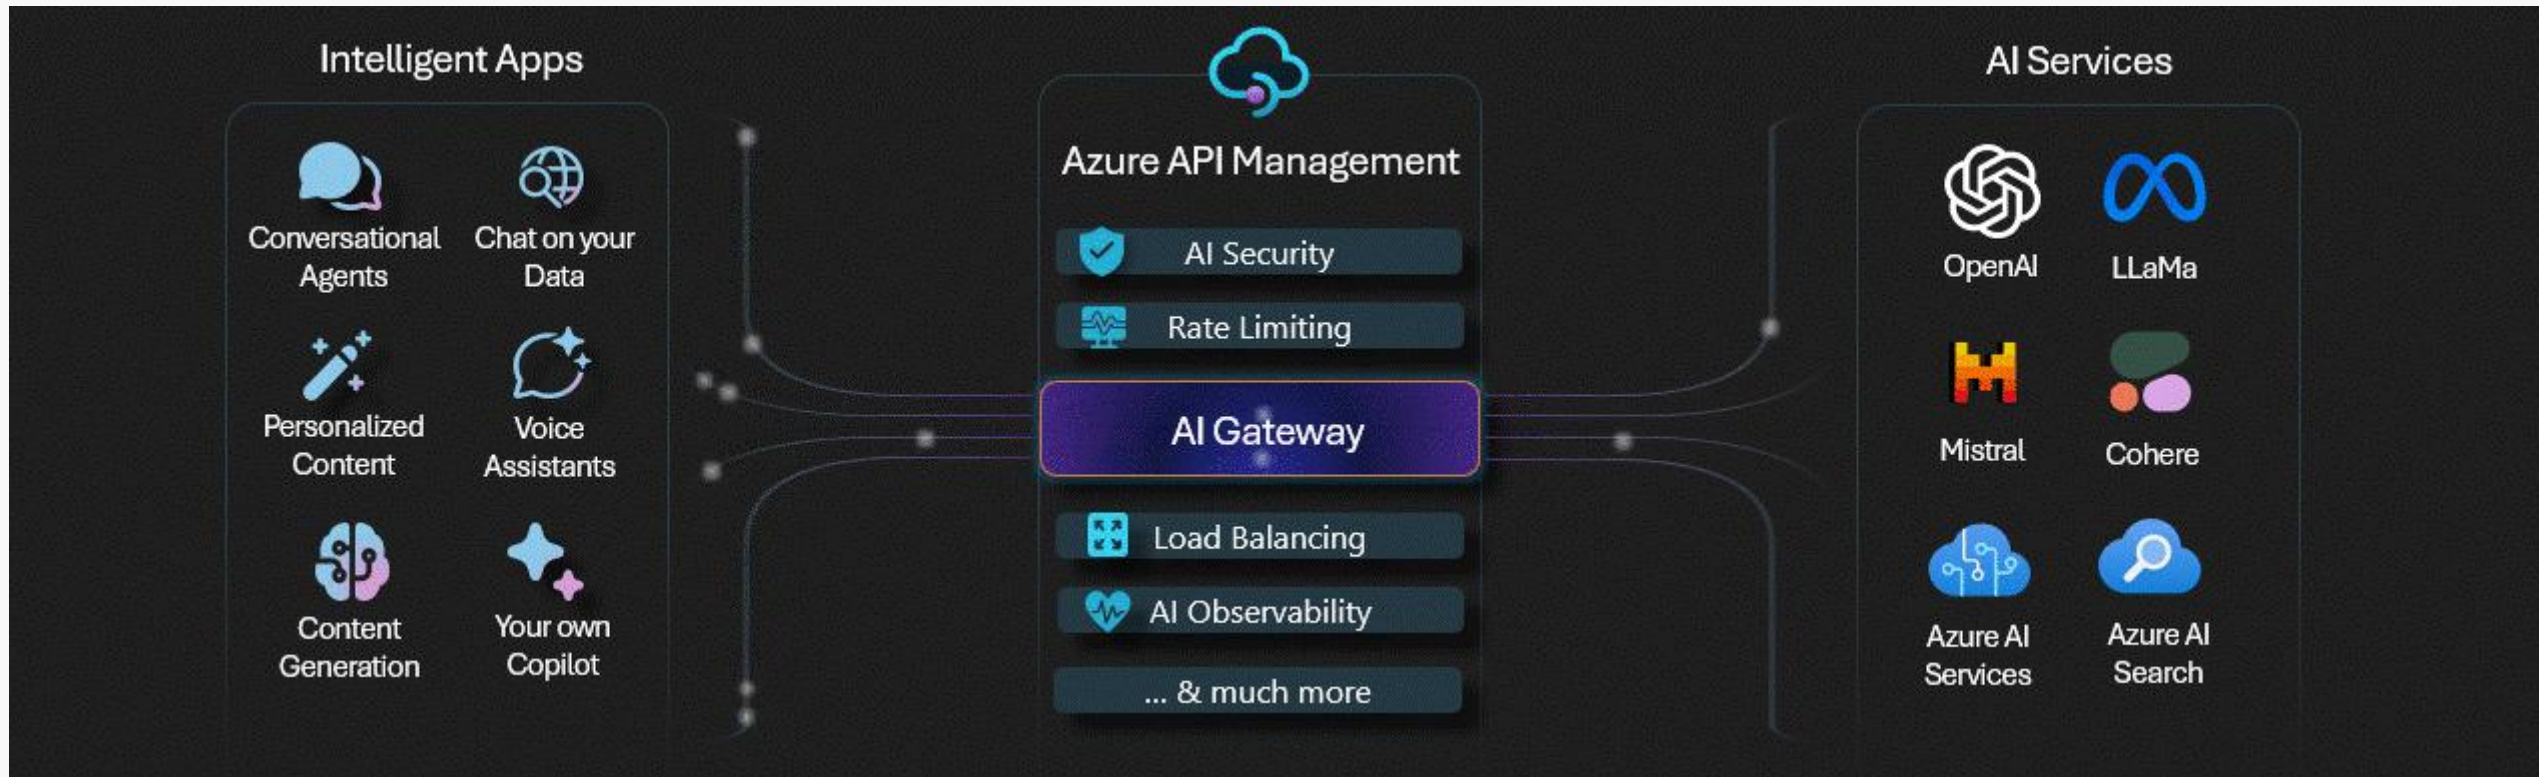 Intelligent Apps
Conversational
Agents
Chat on your
Data
Personalized
Content
Voice
Assistants
Content
Generation
Your own
Copilot
Azure API Management
AI Security
Rate Limiting
AI Gateway
Load Balancing
AI Observability
... & much more
AI Services
OpenAI
LLaMa
Mistral
Cohere
Azure AI
Services
Azure AI
Search